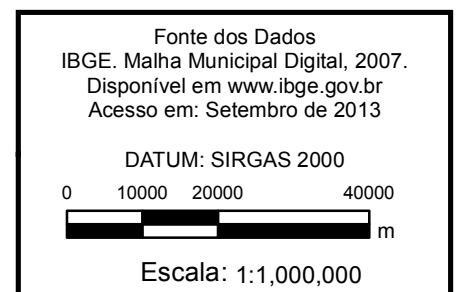 Fonte dos Dados
IBGE. Malha Municipal Digital, 2007.
Disponível em www.ibge.gov.br
Acesso em: Setembro de 2013
DATUM: SIRGAS 2000
0 10000 20000 40000
m
Escala: 1:1,000,000